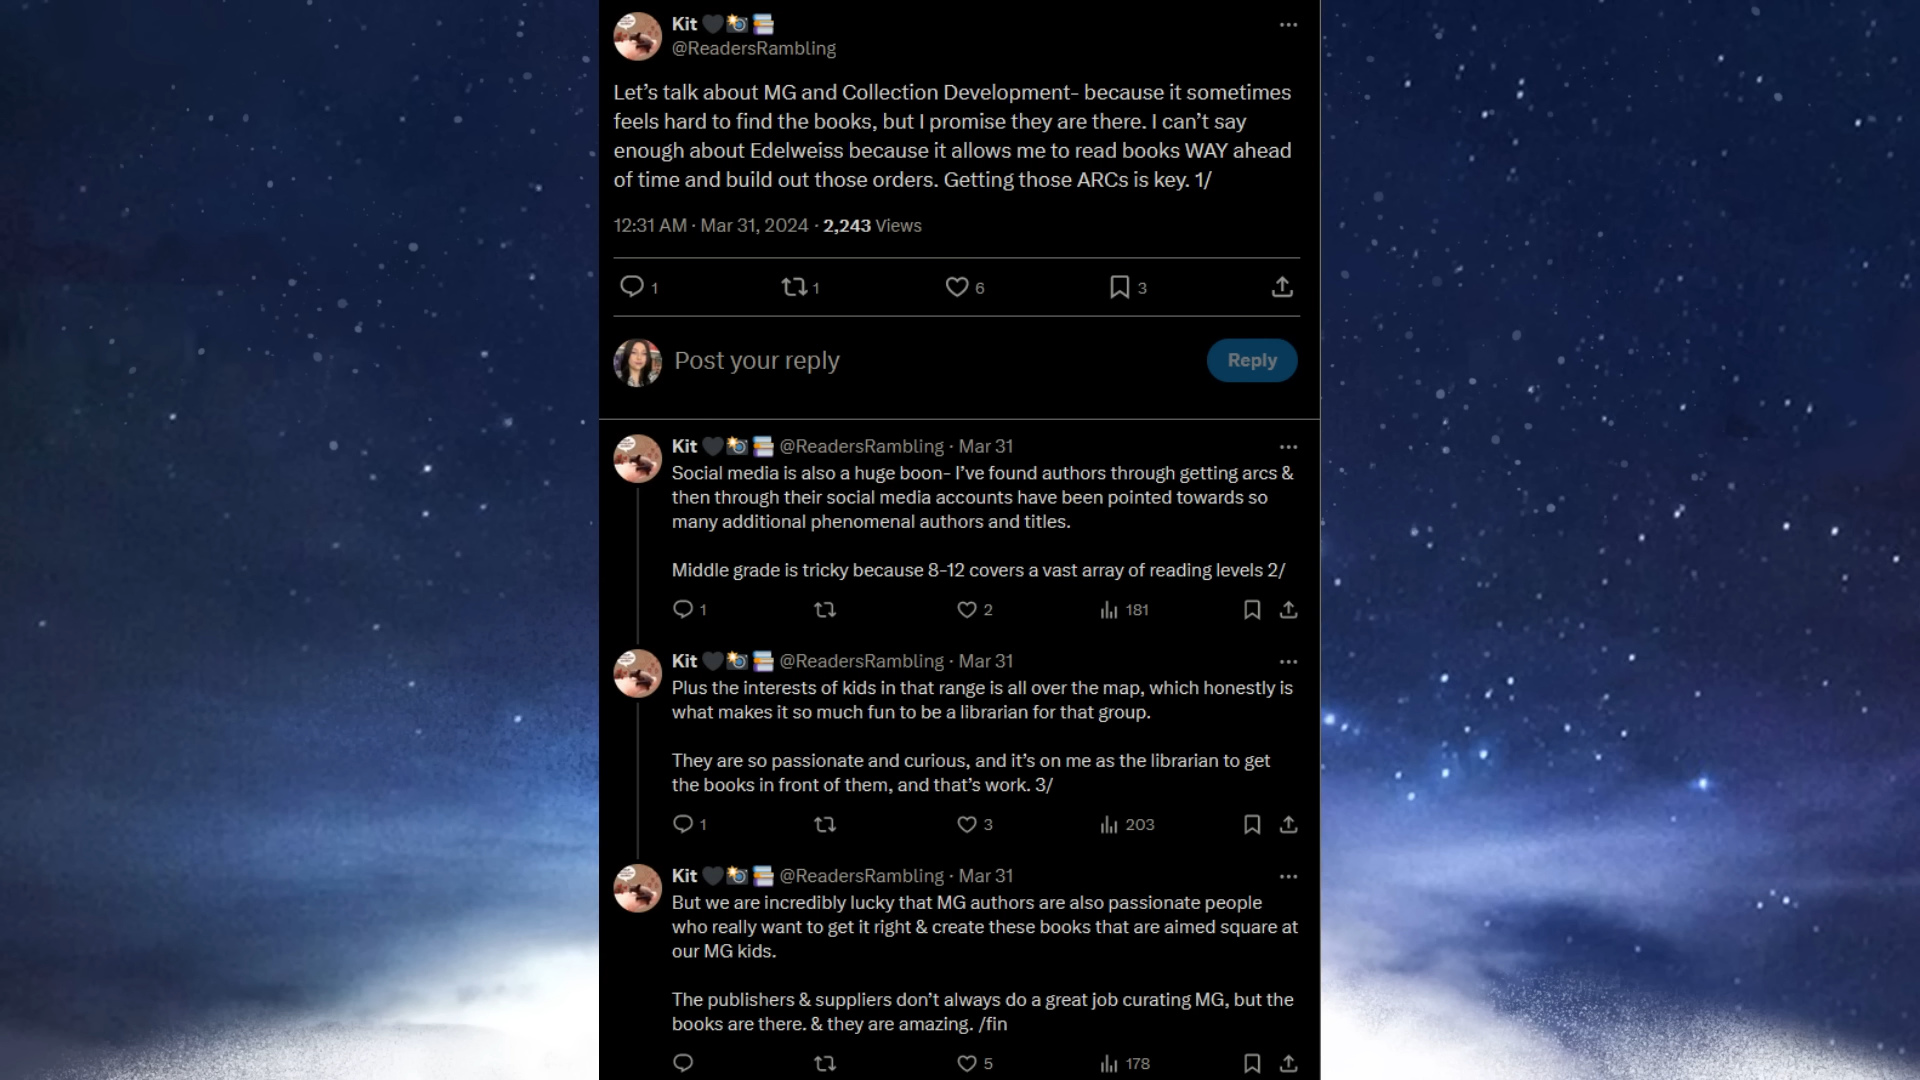 Kit 🖤📸📚
@ReadersRambling
Let’s talk about MG and Collection Development- because it sometimes
feels hard to find the books, but I promise they are there. I can’t say
enough about Edelweiss because it allows me to read books WAY ahead
of time and build out those orders. Getting those ARCs is key. 1/
12:31 AM · Mar 31, 2024 · 2,243 Views
1 1 6 3
Post your reply Reply
Kit 🖤📸📚 @ReadersRambling · Mar 31
Social media is also a huge boon- I’ve found authors through getting arcs &
then through their social media accounts have been pointed towards so
many additional phenomenal authors and titles.
Middle grade is tricky because 8-12 covers a vast array of reading levels 2/
1 2 181
Kit 🖤📸📚 @ReadersRambling · Mar 31
Plus the interests of kids in that range is all over the map, which honestly is
what makes it so much fun to be a librarian for that group.
They are so passionate and curious, and it’s on me as the librarian to get
the books in front of them, and that’s work. 3/
1 3 203
Kit 🖤📸📚 @ReadersRambling · Mar 31
But we are incredibly lucky that MG authors are also passionate people
who really want to get it right & create these books that are aimed square at
our MG kids.
The publishers & suppliers don’t always do a great job curating MG, but the
books are there. & they are amazing. /fin
5 178